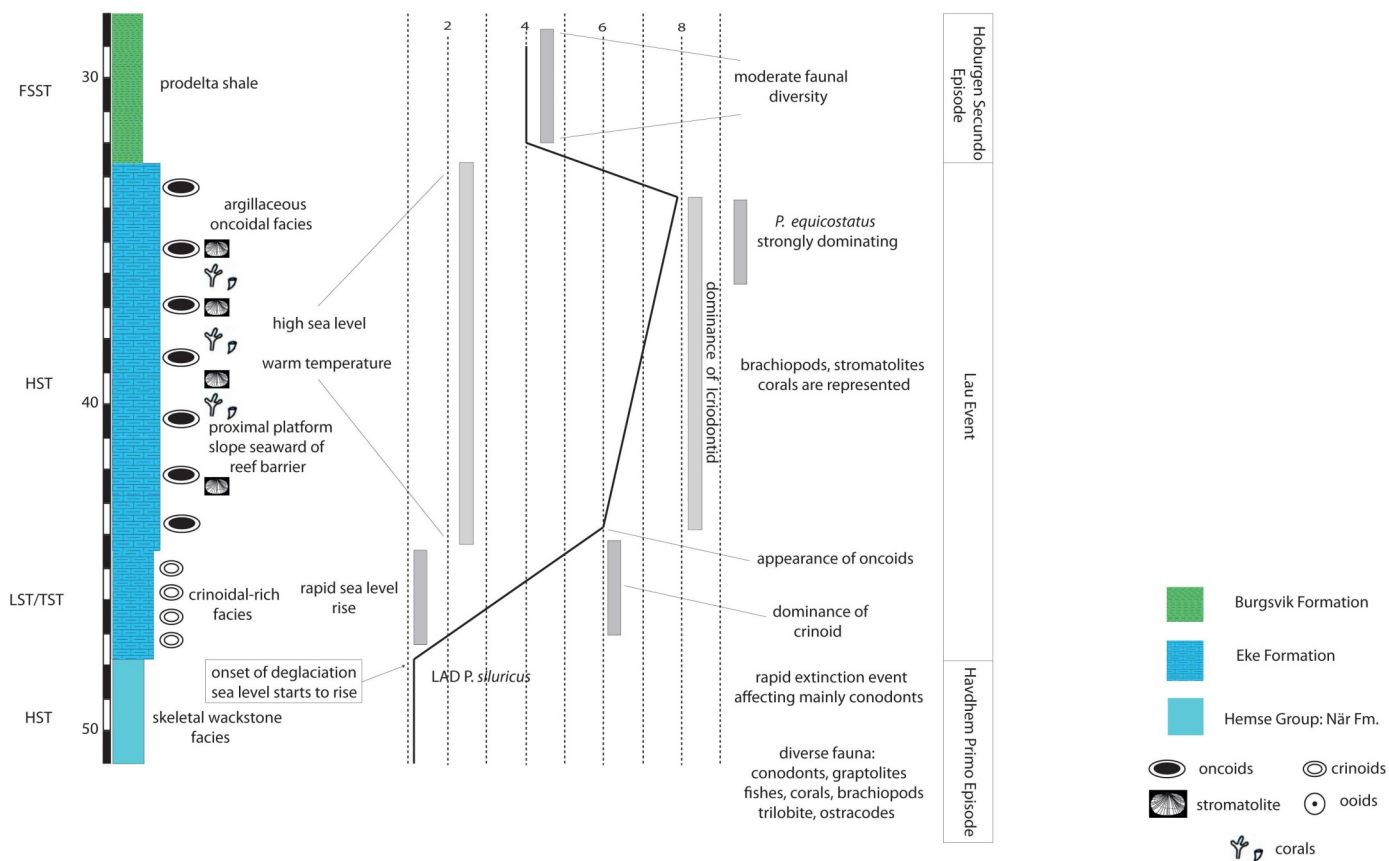 2
4
6
8
30
40
50
FSST
HST
LST/TST
HST
prodelta shale
argillaceous
oncoidal facies
proximal platform
slope seaward of
reef barrier
crinoidal-rich
facies
skeletal wackstone
facies
high sea level
warm temperature
rapid sea level
rise
onset of deglaciation
sea level starts to rise
LAD P. siluricus
moderate faunal
diversity
P. equicostatus
strongly dominating
dominance of Icriodontid
brachiopods, stromatolites
corals are represented
appearance of oncoids
dominance of
crinoid
rapid extinction event
affecting mainly conodonts
diverse fauna:
conodonts, graptolites
fishes, corals, brachiopods
trilobite, ostracodes
Hoburgen Secundo
Episode
Lau Event
Havdhem Primo Episode
Burgsvik Formation
Eke Formation
Hemse Group: När Fm.
oncoids
crinoids
stromatolite
ooids
corals